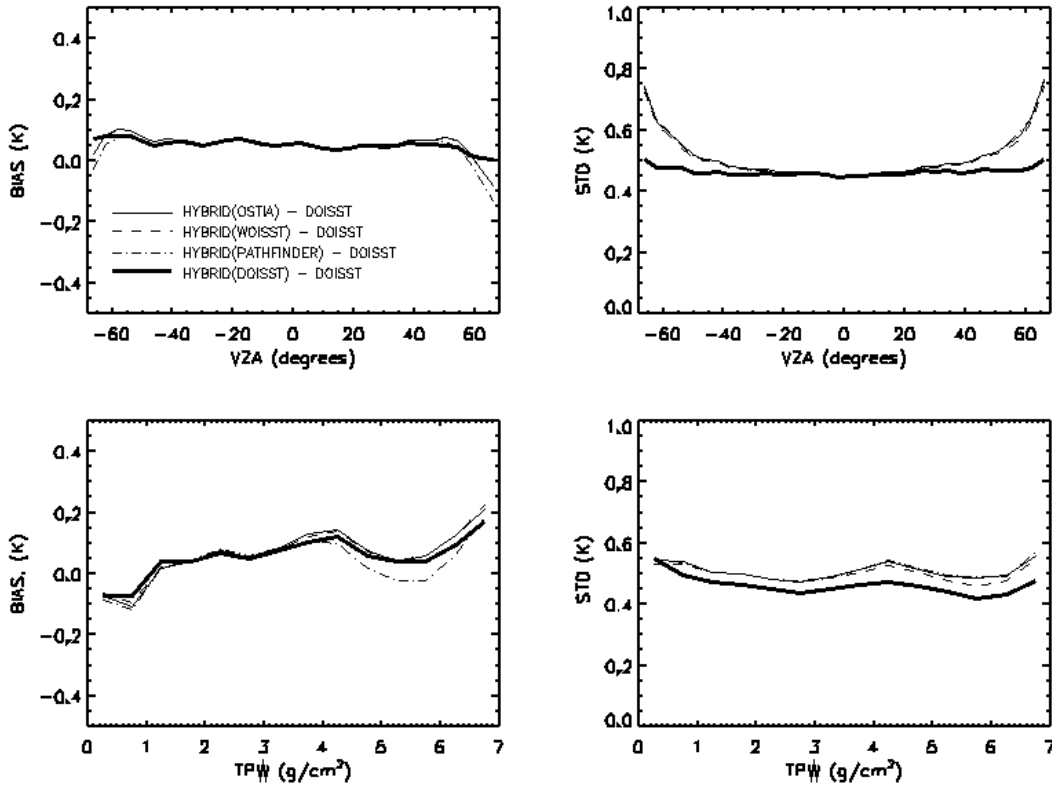 BIAS (K)
0.4
0.2
0.0
−0.2
−0.4
HYBRID(OSTIA) − DOISST
HYBRID(WOISST) − DOISST
HYBRID(PATHFINDER) − DOISST
HYBRID(DOISST) − DOISST
−60 −40 −20 0 20 40 60
VZA (degrees)
STD (K)
1.0
0.8
0.6
0.4
0.2
0.0
−60 −40 −20 0 20 40 60
VZA (degrees)
BIAS, (K)
0.4
0.2
0.0
−0.2
−0.4
0 1 2 3 4 5 6 7
TPW (g/cm²)
STD (K)
1.0
0.8
0.6
0.4
0.2
0.0
0 1 2 3 4 5 6 7
TPW (g/cm²)